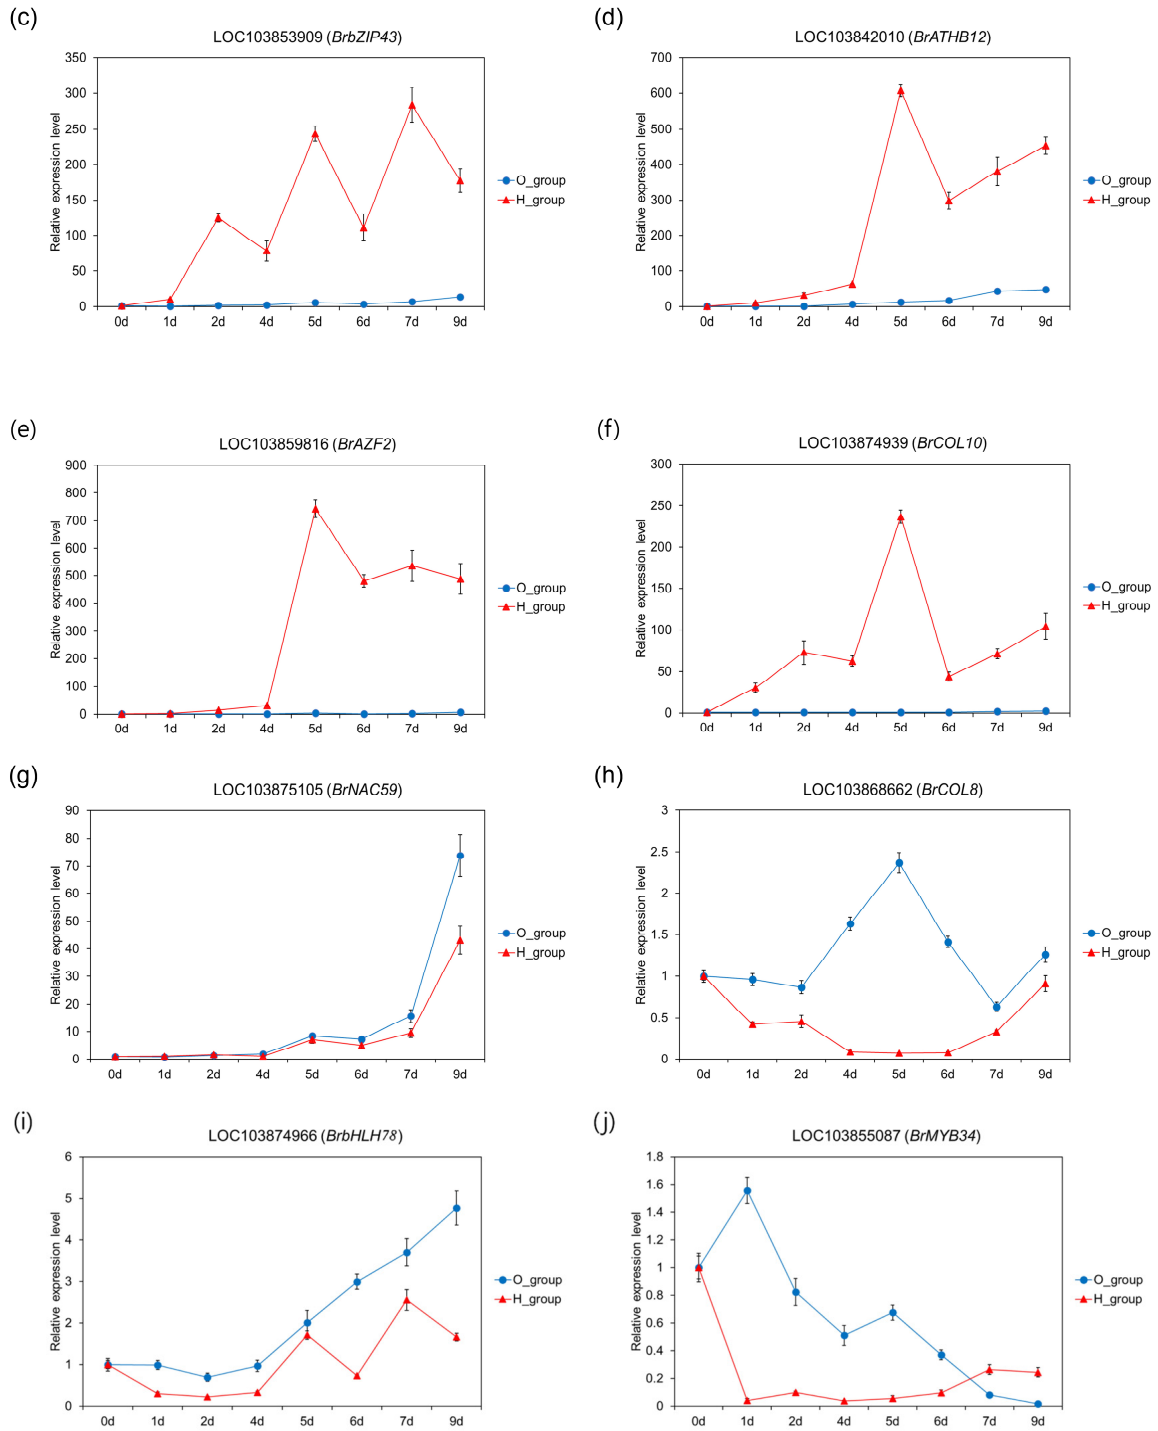 (c)
LOC103853909 (BrbZIP43)
350
300
250
200
150
100
50
0
Relative expression level
0d 1d 2d 4d 5d 6d 7d 9d
O_group
H_group
(d)
LOC103842010 (BrATHB12)
700
600
500
400
300
200
100
0
Relative expression level
0d 1d 2d 4d 5d 6d 7d 9d
O_group
H_group
(e)
LOC103859816 (BrAZF2)
900
800
700
600
500
400
300
200
100
0
Relative expression level
0d 1d 2d 4d 5d 6d 7d 9d
O_group
H_group
(f)
LOC103874939 (BrCOL10)
300
250
200
150
100
50
0
Relative expression level
0d 1d 2d 4d 5d 6d 7d 9d
O_group
H_group
(g)
LOC103875105 (BrNAC59)
90
80
70
60
50
40
30
20
10
0
Relative expression level
0d 1d 2d 4d 5d 6d 7d 9d
O_group
H_group
(h)
LOC103868662 (BrCOL8)
3
2.5
2
1.5
1
0.5
0
Relative expression level
0d 1d 2d 4d 5d 6d 7d 9d
O_group
H_group
(i)
LOC103874966 (BrbHLH78)
6
5
4
3
2
1
0
Relative expression level
0d 1d 2d 4d 5d 6d 7d 9d
O_group
H_group
(j)
LOC103855087 (BrMYB34)
1.8
1.6
1.4
1.2
1
0.8
0.6
0.4
0.2
0
Relative expression level
0d 1d 2d 4d 5d 6d 7d 9d
O_group
H_group